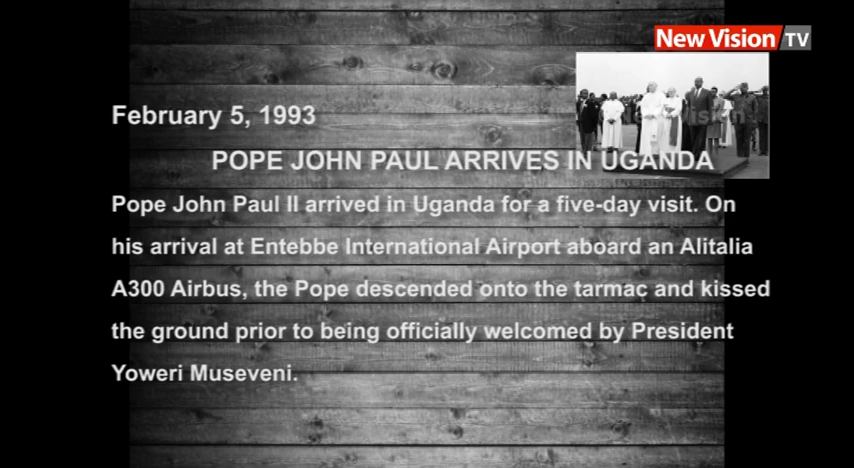 New Vision TV
February 5, 1993
POPE JOHN PAUL ARRIVES IN UGANDA
Pope John Paul II arrived in Uganda for a five-day visit. On
his arrival at Entebbe International Airport aboard an Alitalia
A300 Airbus, the Pope descended onto the tarmac and kissed
the ground prior to being officially welcomed by President
Yoweri Museveni.